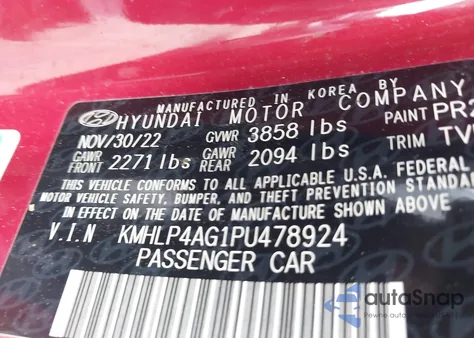 MANUFACTURED IN KOREA BY
HYUNDAI MOTOR COMPANY
NOV/30/22 GVWR 3858 lbs PAINT PR2
GAWR FRONT 2271 lbs GAWR REAR 2094 lbs TRIM TV
THIS VEHICLE CONFORMS TO ALL APPLICABLE U.S.A. FEDERAL
MOTOR VEHICLE SAFETY, BUMPER, AND THEFT PREVENTION STANDARD
IN EFFECT ON THE DATE OF MANUFACTURE SHOWN ABOVE.
V.I.N KMHLP4AG1PU478924
PASSENGER CAR
autoSnap